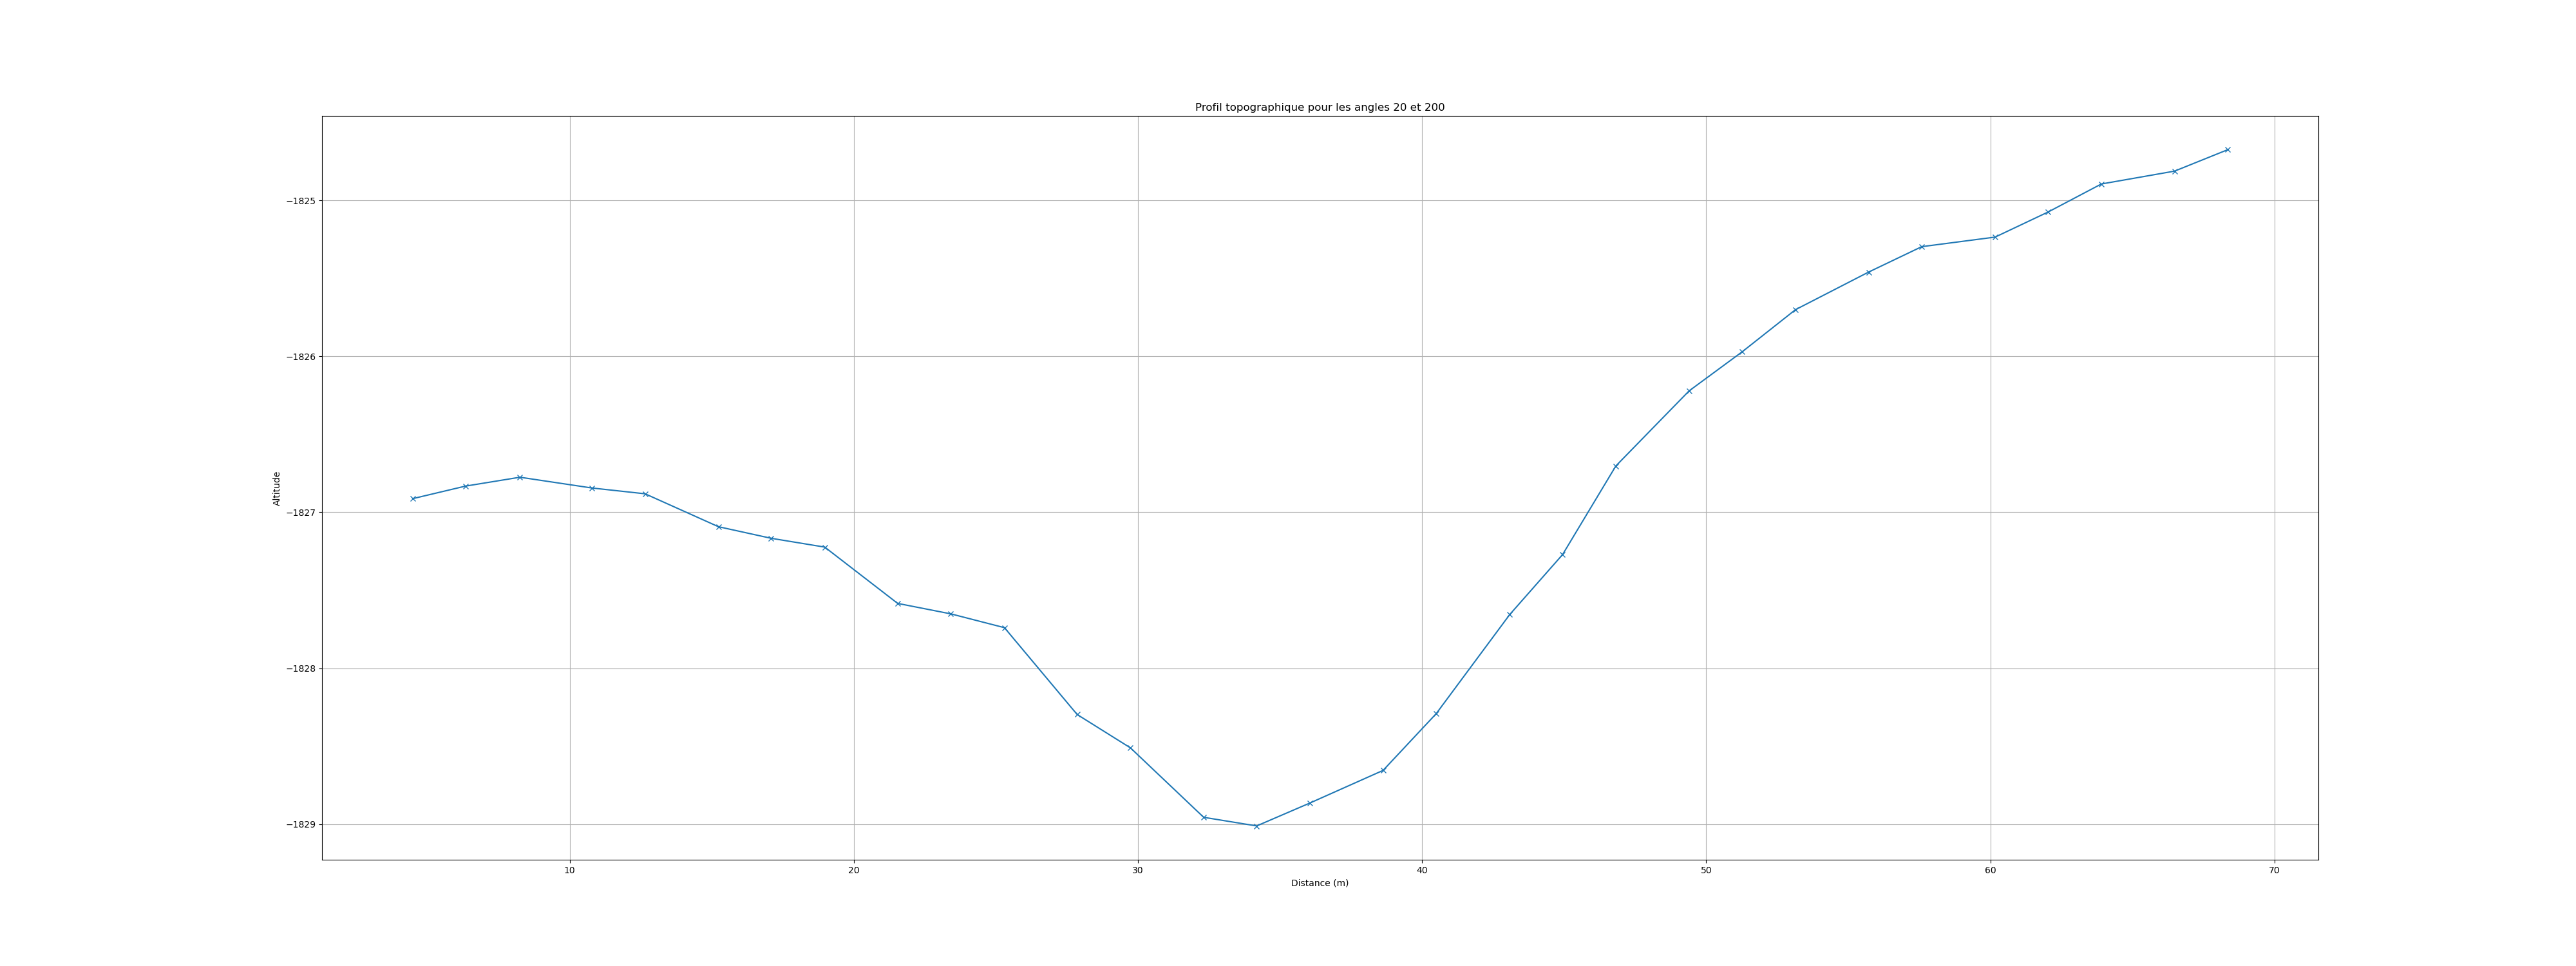 Profil topographique pour les angles 20 et 200
−1825
−1826
−1827
−1828
−1829
Altitude
10 20 30 40 50 60 70
Distance (m)